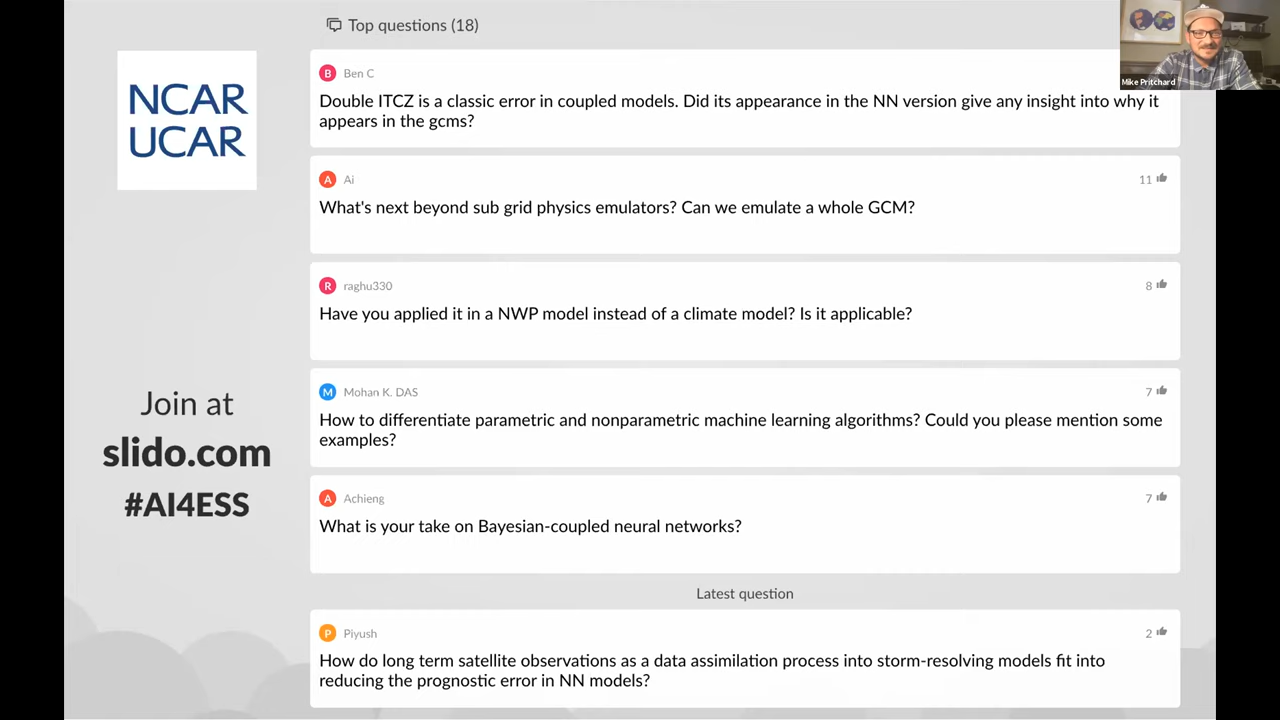 Top questions (18)
NCAR
UCAR
Mike Pritchard
B Ben C
Double ITCZ is a classic error in coupled models. Did its appearance in the NN version give any insight into why it
appears in the gcms?
A Ai 11
What's next beyond sub grid physics emulators? Can we emulate a whole GCM?
R raghu330 8
Have you applied it in a NWP model instead of a climate model? Is it applicable?
M Mohan K. DAS 7
How to differentiate parametric and nonparametric machine learning algorithms? Could you please mention some
examples?
A Achieng 7
What is your take on Bayesian-coupled neural networks?
Join at
slido.com
#AI4ESS
Latest question
P Piyush 2
How do long term satellite observations as a data assimilation process into storm-resolving models fit into
reducing the prognostic error in NN models?